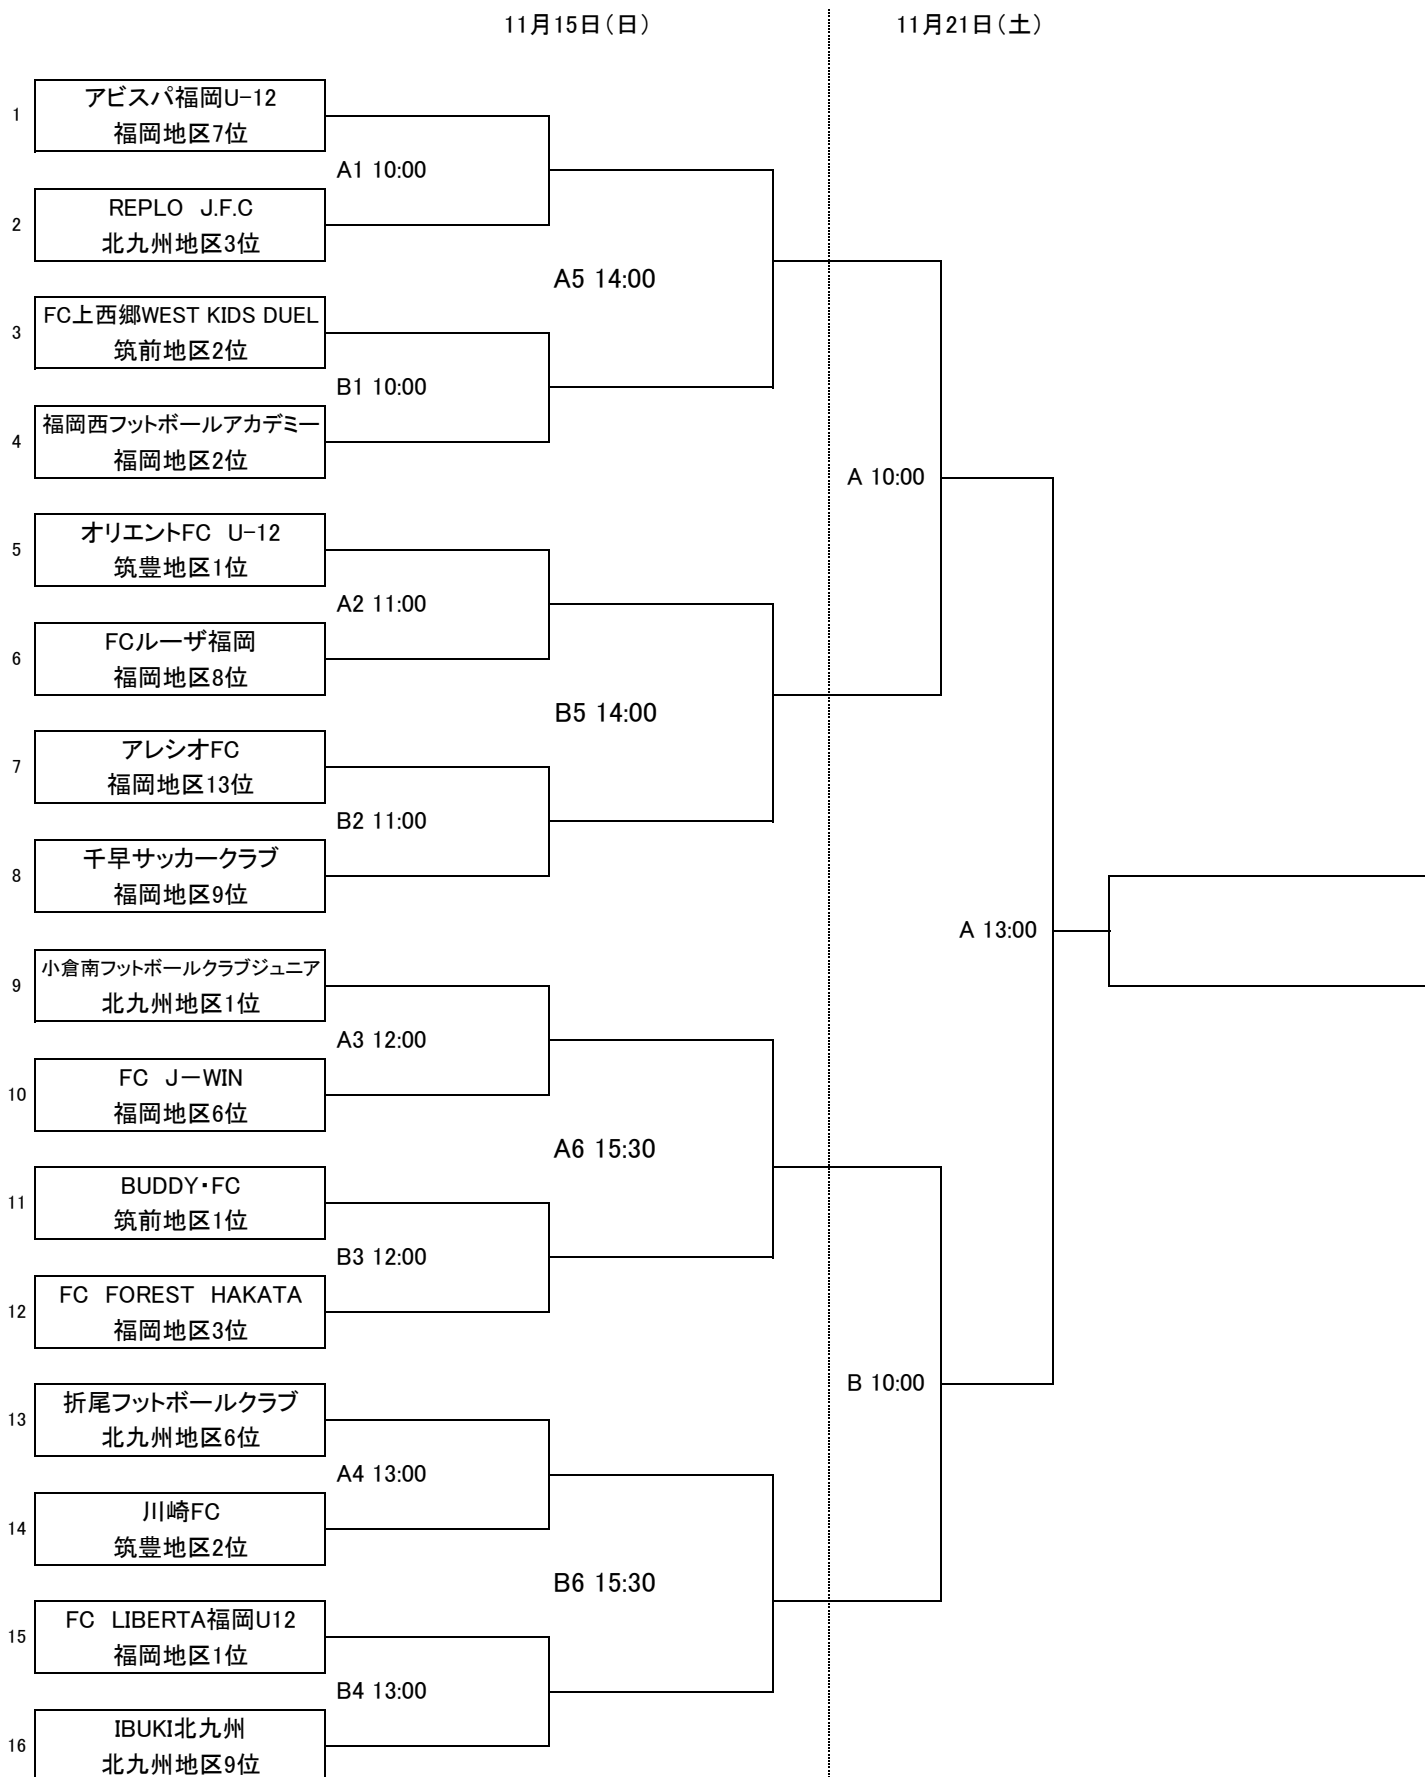 11月15日(日)
11月21日(土)
1
アビスパ福岡U-12
福岡地区7位
A1 10:00
2
REPLO　J.F.C
北九州地区3位
A5 14:00
3
FC上西郷WEST KIDS DUEL
筑前地区2位
B1 10:00
4
福岡西フットボールアカデミー
福岡地区2位
A 10:00
5
オリエントFC　U-12
筑豊地区1位
A2 11:00
6
FCルーザ福岡
福岡地区8位
B5 14:00
7
アレシオFC
福岡地区13位
B2 11:00
8
千早サッカークラブ
福岡地区9位
A 13:00
9
小倉南フットボールクラブジュニア
北九州地区1位
A3 12:00
10
FC　J－WIN
福岡地区6位
A6 15:30
11
BUDDY・FC
筑前地区1位
B3 12:00
12
FC　FOREST　HAKATA
福岡地区3位
B 10:00
13
折尾フットボールクラブ
北九州地区6位
A4 13:00
14
川崎FC
筑豊地区2位
B6 15:30
15
FC　LIBERTA福岡U12
福岡地区1位
B4 13:00
16
IBUKI北九州
北九州地区9位